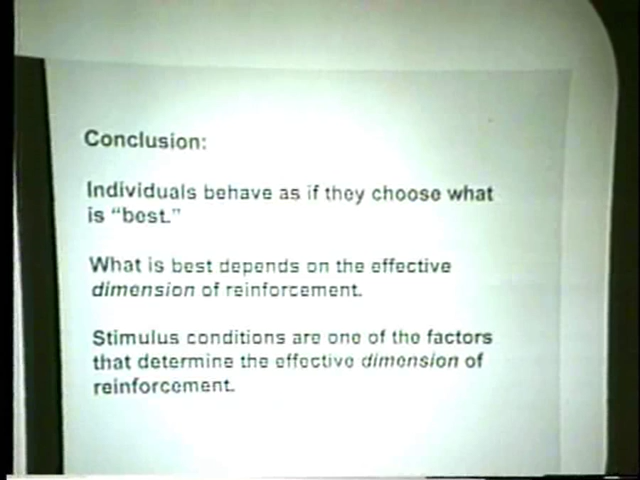 Conclusion:
Individuals behave as if they choose what
is "best."
What is best depends on the effective
dimension of reinforcement.
Stimulus conditions are one of the factors
that determine the effective dimension of
reinforcement.